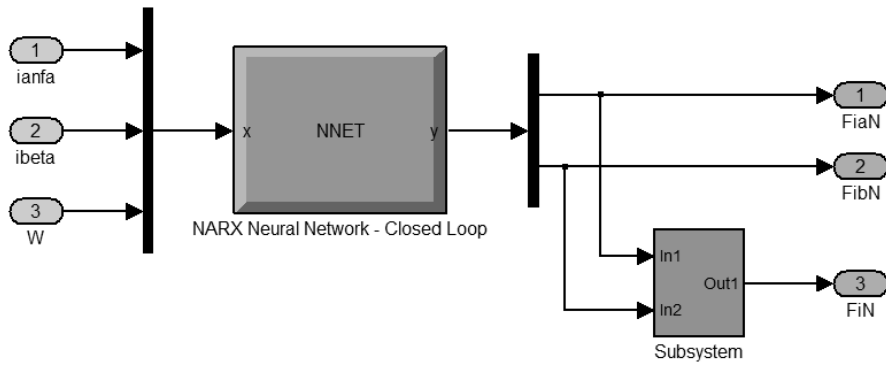 1
ianfa
2
ibeta
3
W
x
NNET
y
NARX Neural Network - Closed Loop
1
FiaN
2
FibN
In1
In2
Out1
Subsystem
3
FiN